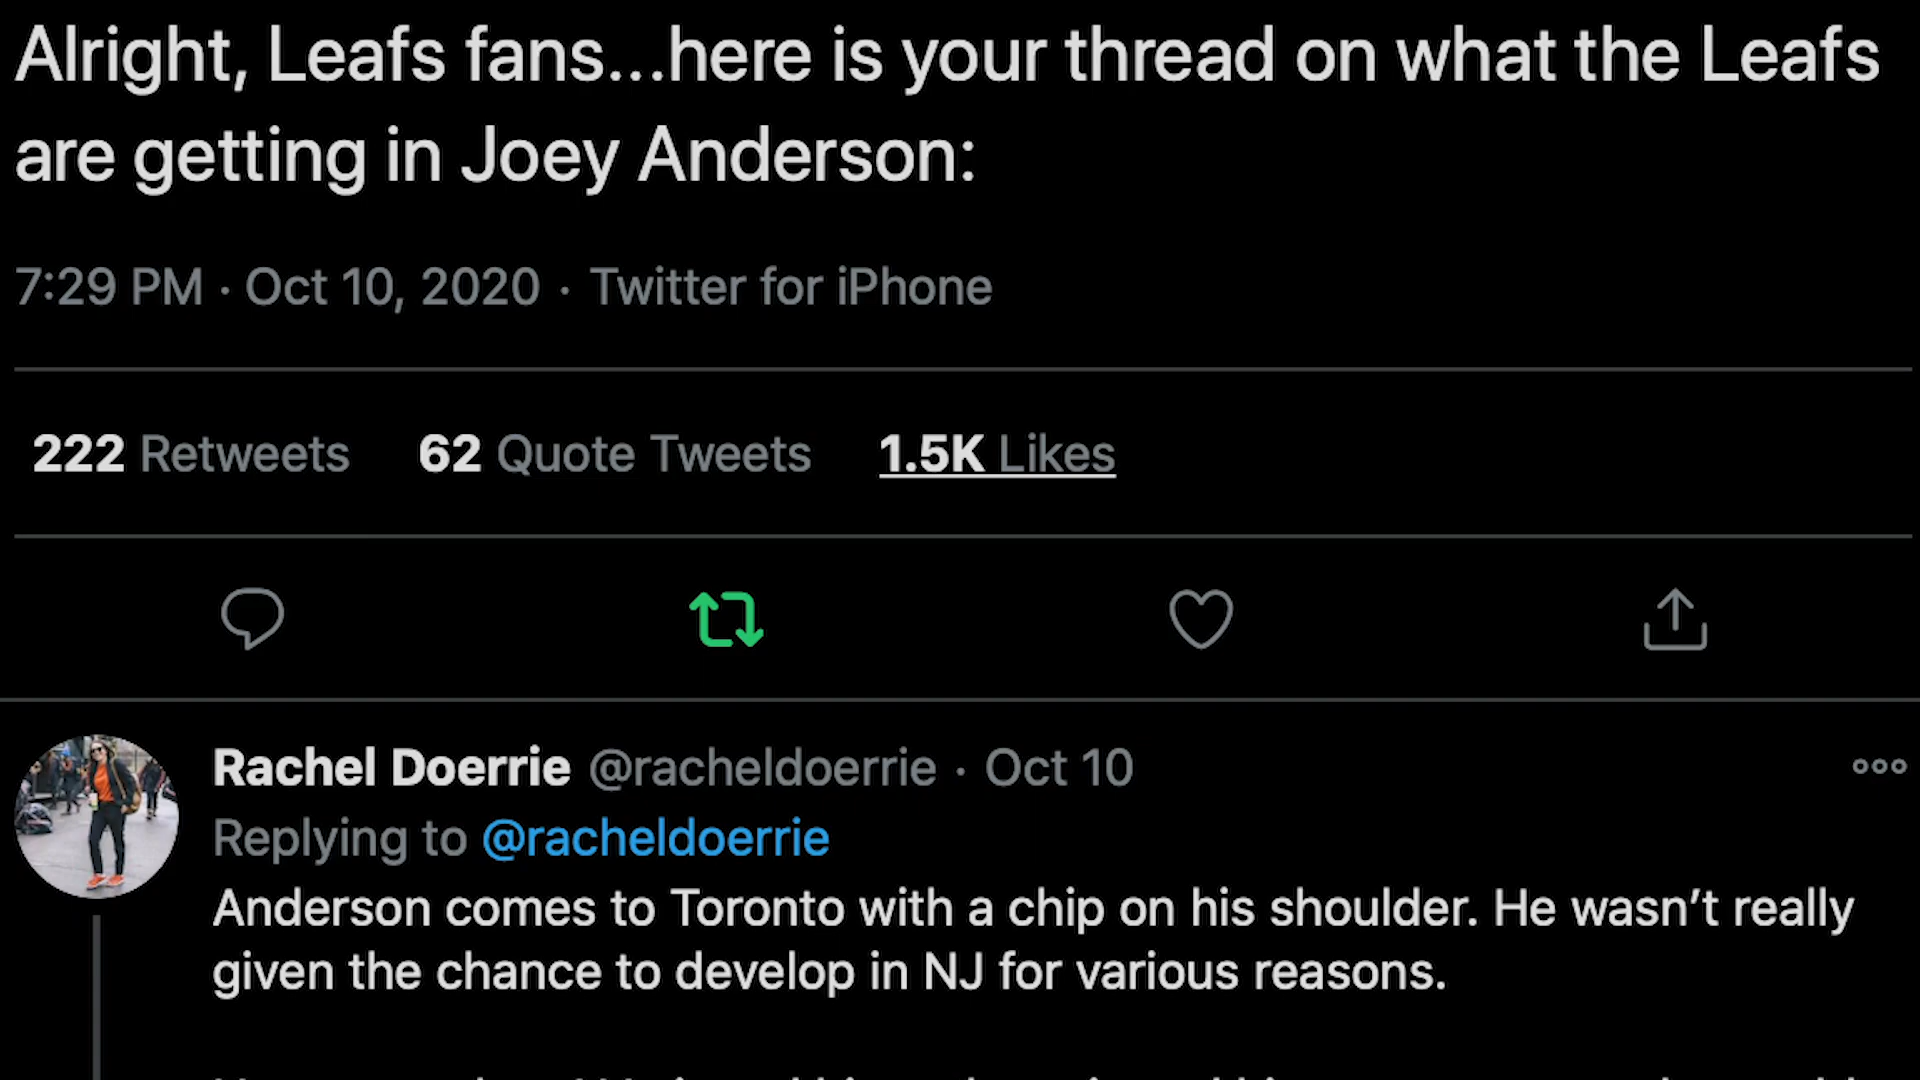 Alright, Leafs fans...here is your thread on what the Leafs
are getting in Joey Anderson:
7:29 PM · Oct 10, 2020 · Twitter for iPhone
222 Retweets 62 Quote Tweets 1.5K Likes
Rachel Doerrie @racheldoerrie · Oct 10
Replying to @racheldoerrie
Anderson comes to Toronto with a chip on his shoulder. He wasn’t really
given the chance to develop in NJ for various reasons.